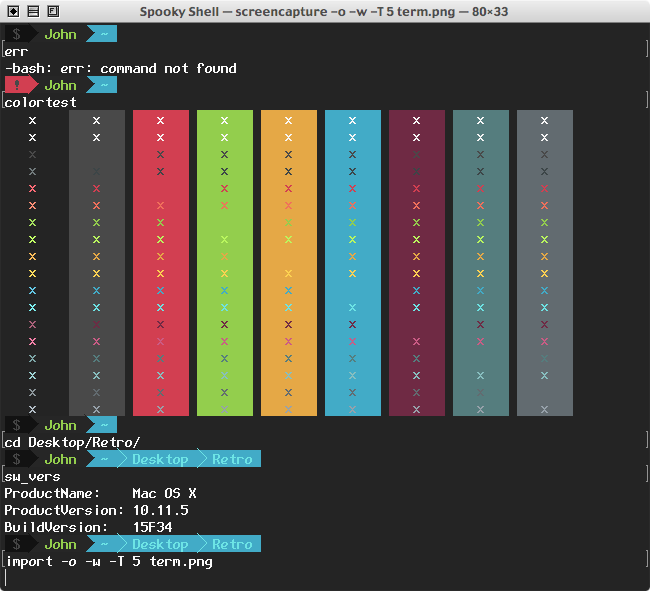 Spooky Shell — screencapture -o -w -T 5 term.png — 80×33
$ John ~
err
-bash: err: command not found
! John ~
colortest
x x x x x x x x x
x x x x x x x x x
x x x x x x x x
x x x x x x x x x
x x x x x x x x
x x x x x x x x x
x x x x x x x x
x x x x x x x x x
x x x x x x x x
x x x x x x x x x
x x x x x x x x
x x x x x x x x x
x x x x x x x x
x x x x x x x x x
x x x x x x x x
x x x x x x x x x
x x x x x x x x
x x x x x x x x x
$ John ~
cd Desktop/Retro/
$ John ~ Desktop Retro
sw_vers
ProductName: Mac OS X
ProductVersion: 10.11.5
BuildVersion: 15F34
$ John ~ Desktop Retro
import -o -w -T 5 term.png